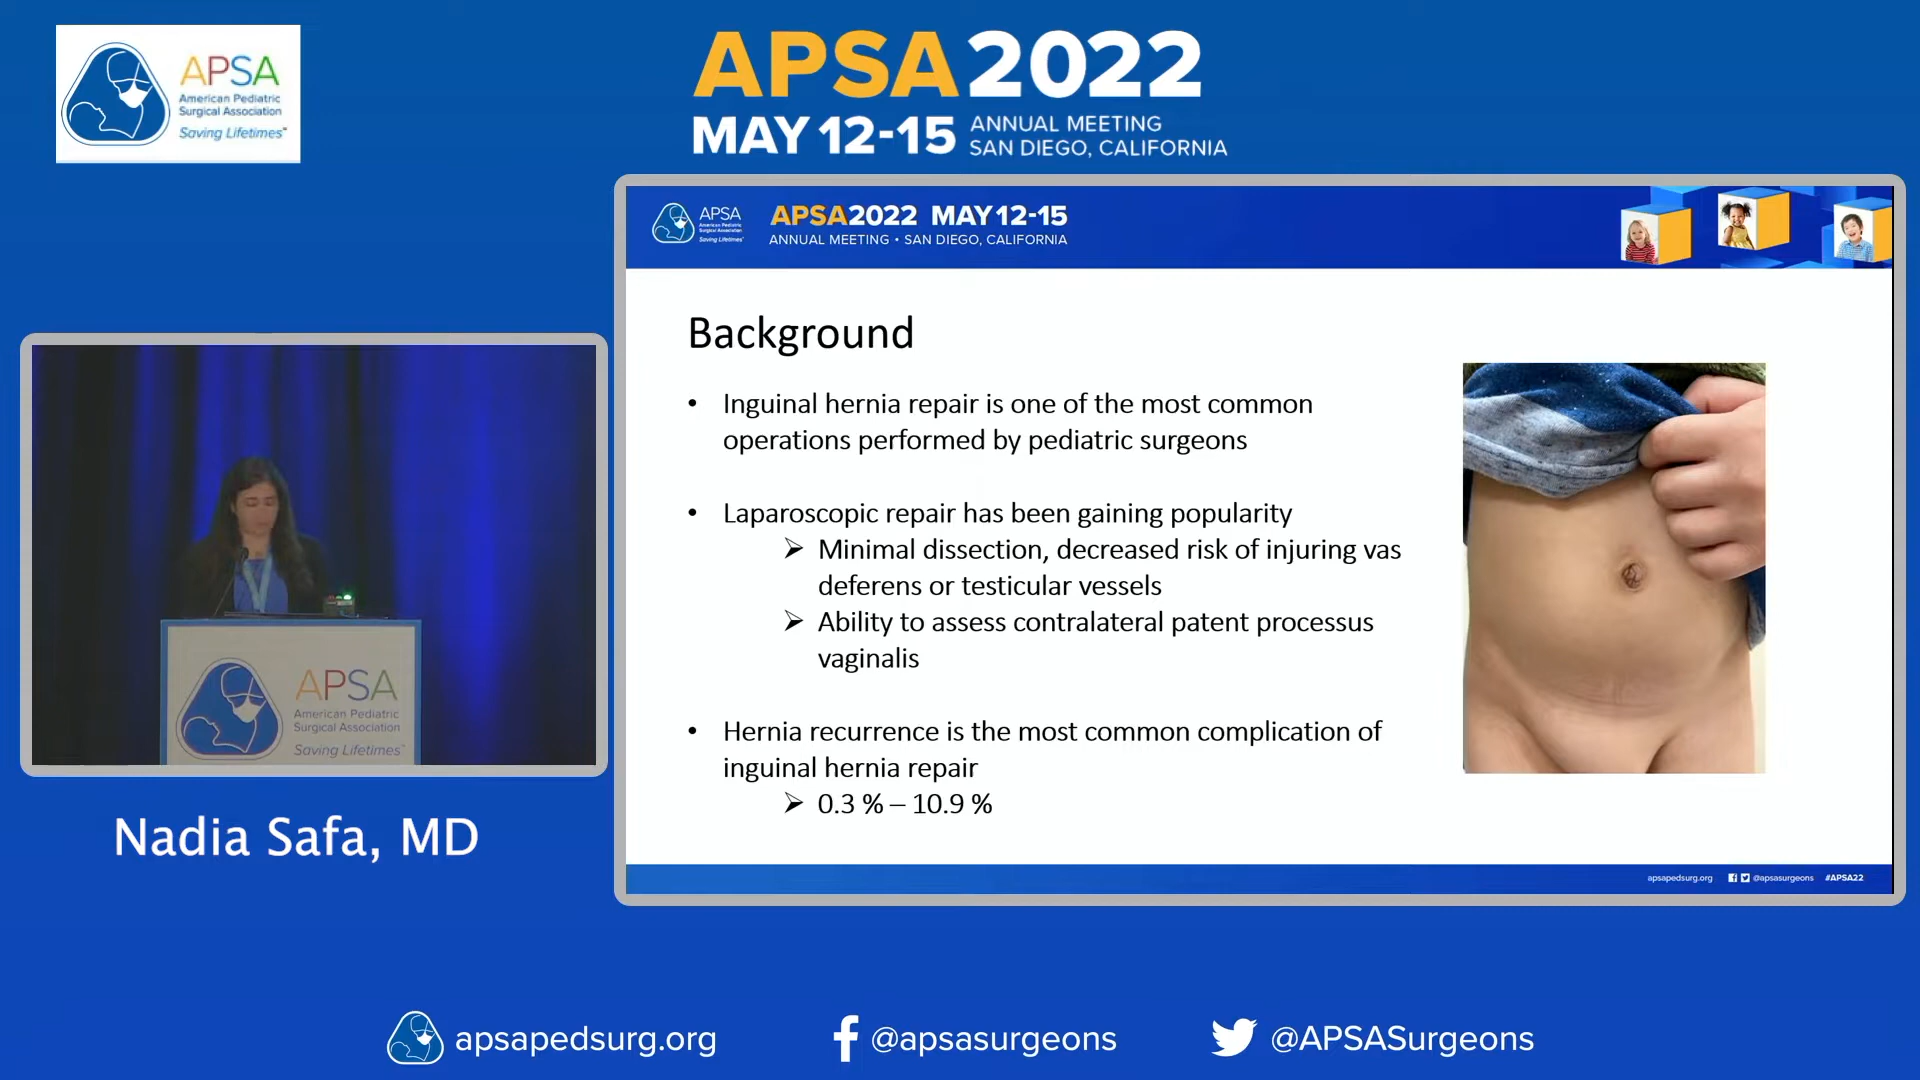 APSA
American Pediatric
Surgical Association
Saving Lifetimes™
APSA 2022
MAY 12-15
ANNUAL MEETING
SAN DIEGO, CALIFORNIA
APSA
American Pediatric
Surgical Association
Saving Lifetimes
APSA2022 MAY 12-15
ANNUAL MEETING • SAN DIEGO, CALIFORNIA
Background
• Inguinal hernia repair is one of the most common
operations performed by pediatric surgeons
• Laparoscopic repair has been gaining popularity
➢ Minimal dissection, decreased risk of injuring vas
deferens or testicular vessels
➢ Ability to assess contralateral patent processus
vaginalis
• Hernia recurrence is the most common complication of
inguinal hernia repair
➢ 0.3 % – 10.9 %
apsapedsurg.org @apsasurgeons #APSA22
APSA
American Pediatric
Surgical Association
Saving Lifetimes
Nadia Safa, MD
apsapedsurg.org
@apsasurgeons
@APSASurgeons